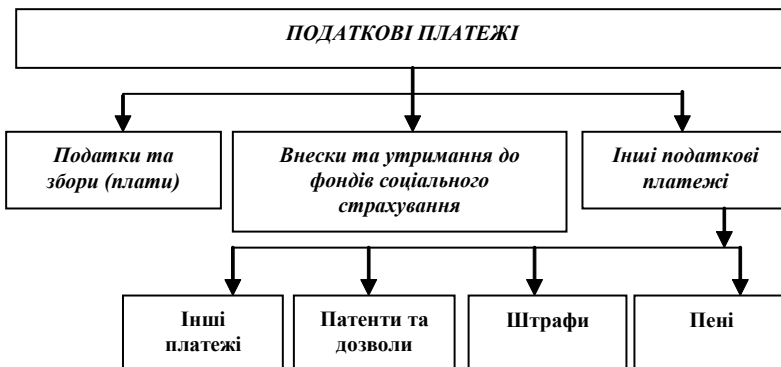 ПОДАТКОВІ ПЛАТЕЖІ
Податки та
збори (плати)
Внески та утримання до
фондів соціального
страхування
Інші податкові
платежі
Інші
платежі
Патенти та
дозволи
Штрафи
Пені